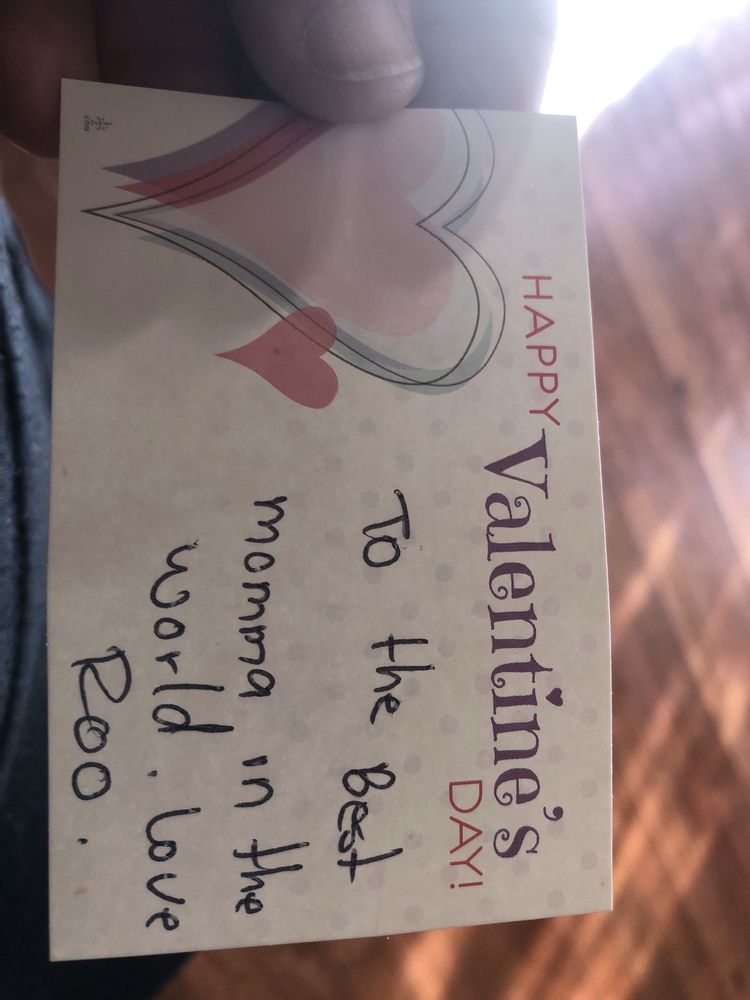 HAPPY
Valentine's
DAY!
To the Best
momma in the
world. love
Roo.